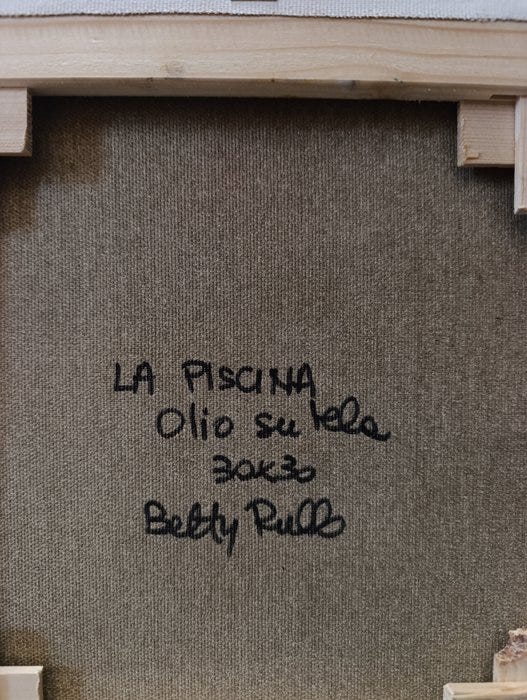 LA PISCINA
Olio su tela
30x30
Betty Rullo